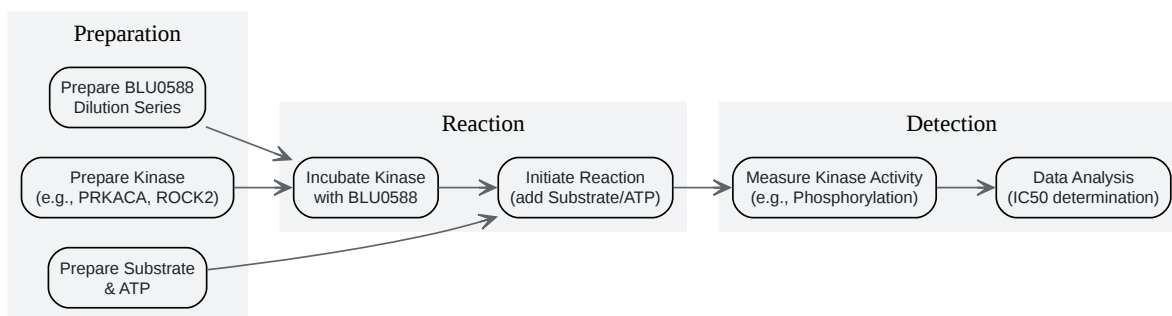 Preparation
Prepare BLU0588
Dilution Series
Prepare Kinase
(e.g., PRKACA, ROCK2)
Prepare Substrate
& ATP
Reaction
Incubate Kinase
with BLU0588
Initiate Reaction
(add Substrate/ATP)
Detection
Measure Kinase Activity
(e.g., Phosphorylation)
Data Analysis
(IC50 determination)